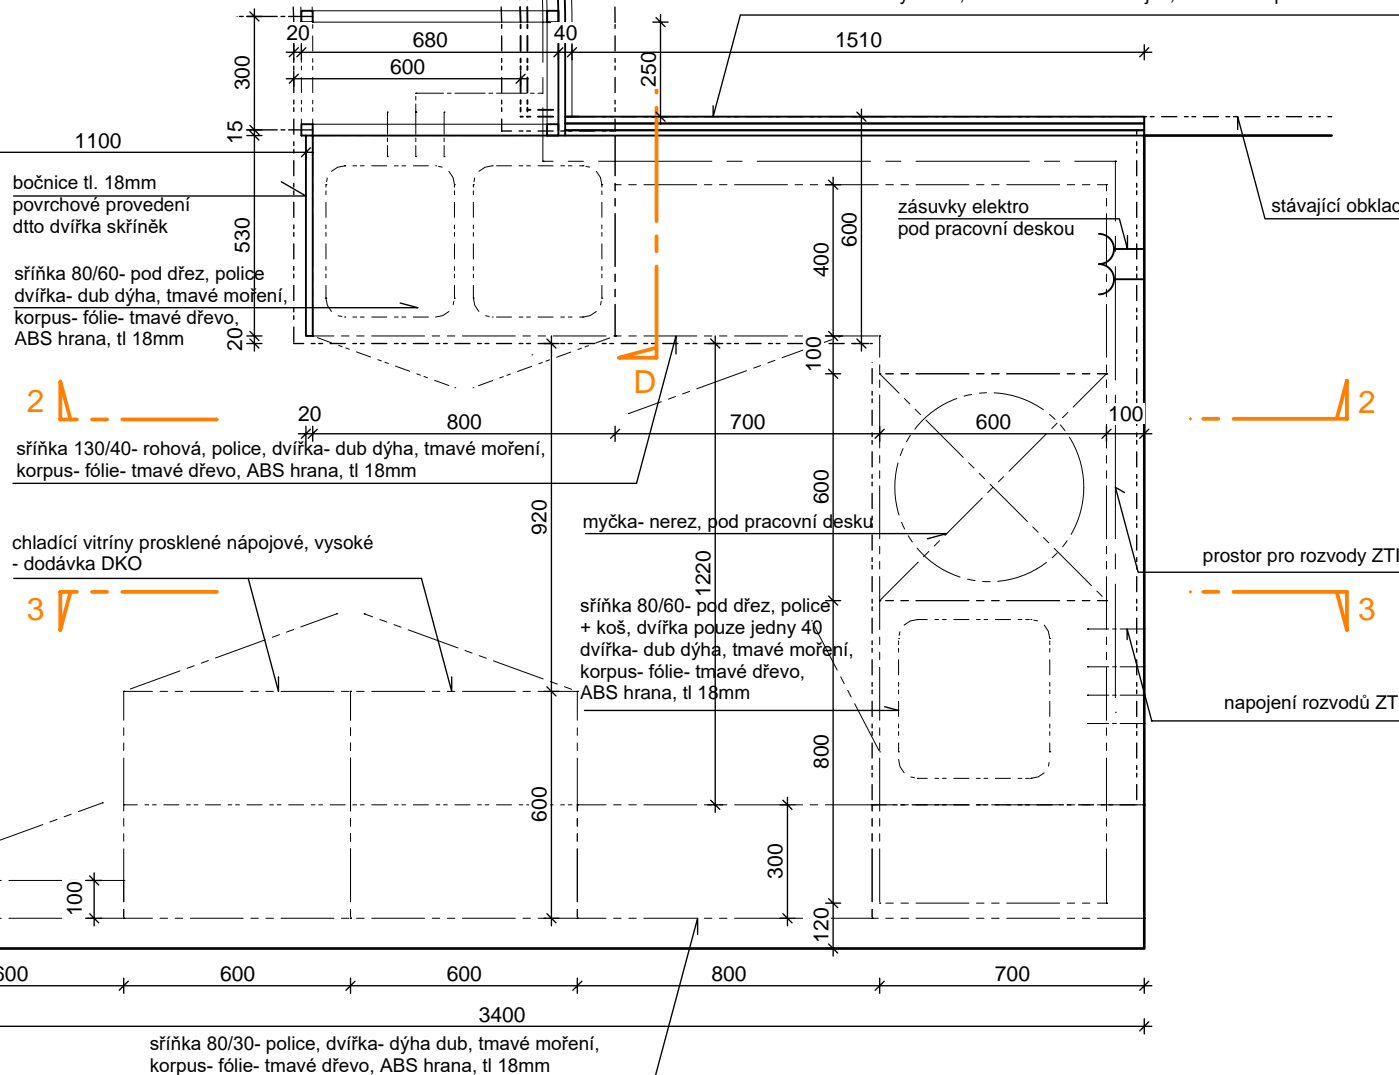 20
680
40
1510
600
300
250
15
1100
bočnice tl. 18mm
povrchové provedení
dtto dvířka skříněk
530
zásuvky elektro
pod pracovní deskou
stávající obklad
600
400
sříňka 80/60- pod dřez, police
dvířka- dub dýha, tmavé moření,
korpus- fólie- tmavé dřevo,
ABS hrana, tl 18mm
20
100
D
2
2
20
800
700
600
100
sříňka 130/40- rohová, police, dvířka- dub dýha, tmavé moření,
korpus- fólie- tmavé dřevo, ABS hrana, tl 18mm
920
600
myčka- nerez, pod pracovní desku
chladící vitríny prosklené nápojové, vysoké
- dodávka DKO
1220
prostor pro rozvody ZTI
3
3
sříňka 80/60- pod dřez, police
+ koš, dvířka pouze jedny 40
dvířka- dub dýha, tmavé moření,
korpus- fólie- tmavé dřevo,
ABS hrana, tl 18mm
napojení rozvodů ZT
800
600
300
100
120
600
600
600
800
700
3400
sříňka 80/30- police, dvířka- dýha dub, tmavé moření,
korpus- fólie- tmavé dřevo, ABS hrana, tl 18mm